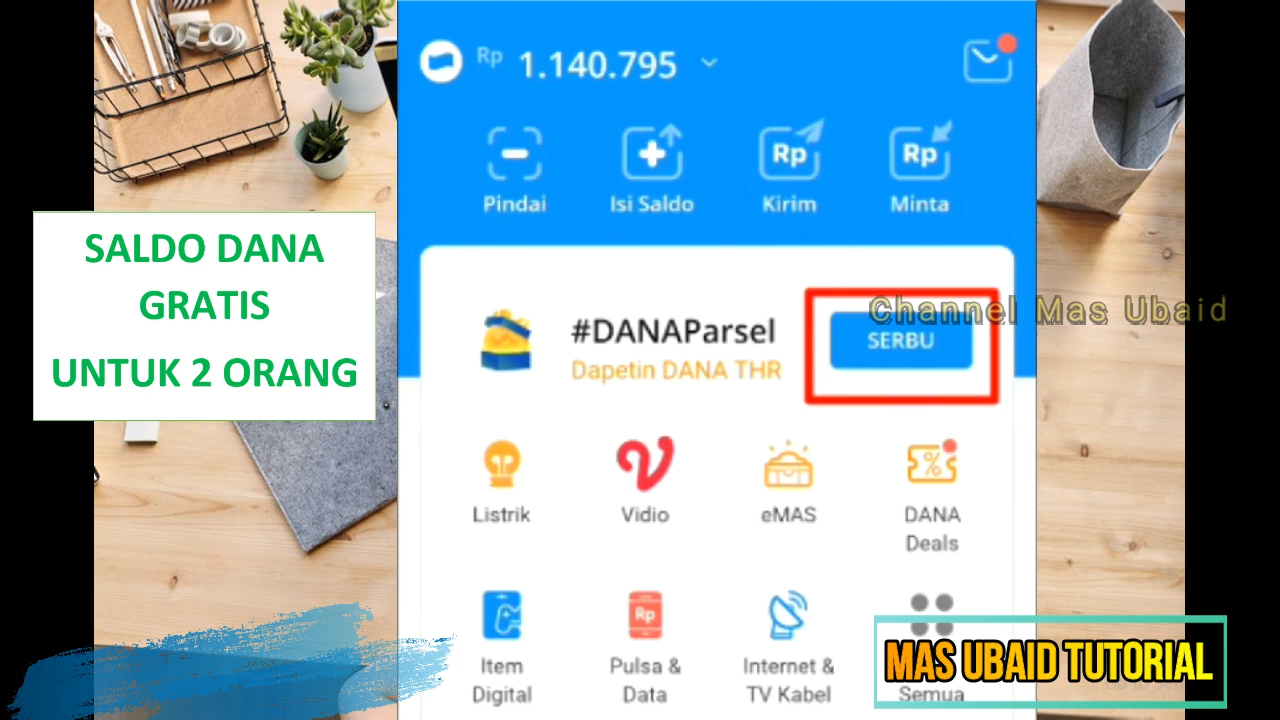 Rp 1.140.795
Pindai
Isi Saldo
Rp
Kirim
Rp
Minta
SALDO DANA
GRATIS
UNTUK 2 ORANG
#DANAParsel
Dapetin DANA THR
SERBU
Channel Mas Ubaid
Listrik
Vidio
eMAS
DANA
Deals
Item
Digital
Rp
Pulsa &
Data
Internet &
TV Kabel
Semua
MAS UBAID TUTORIAL